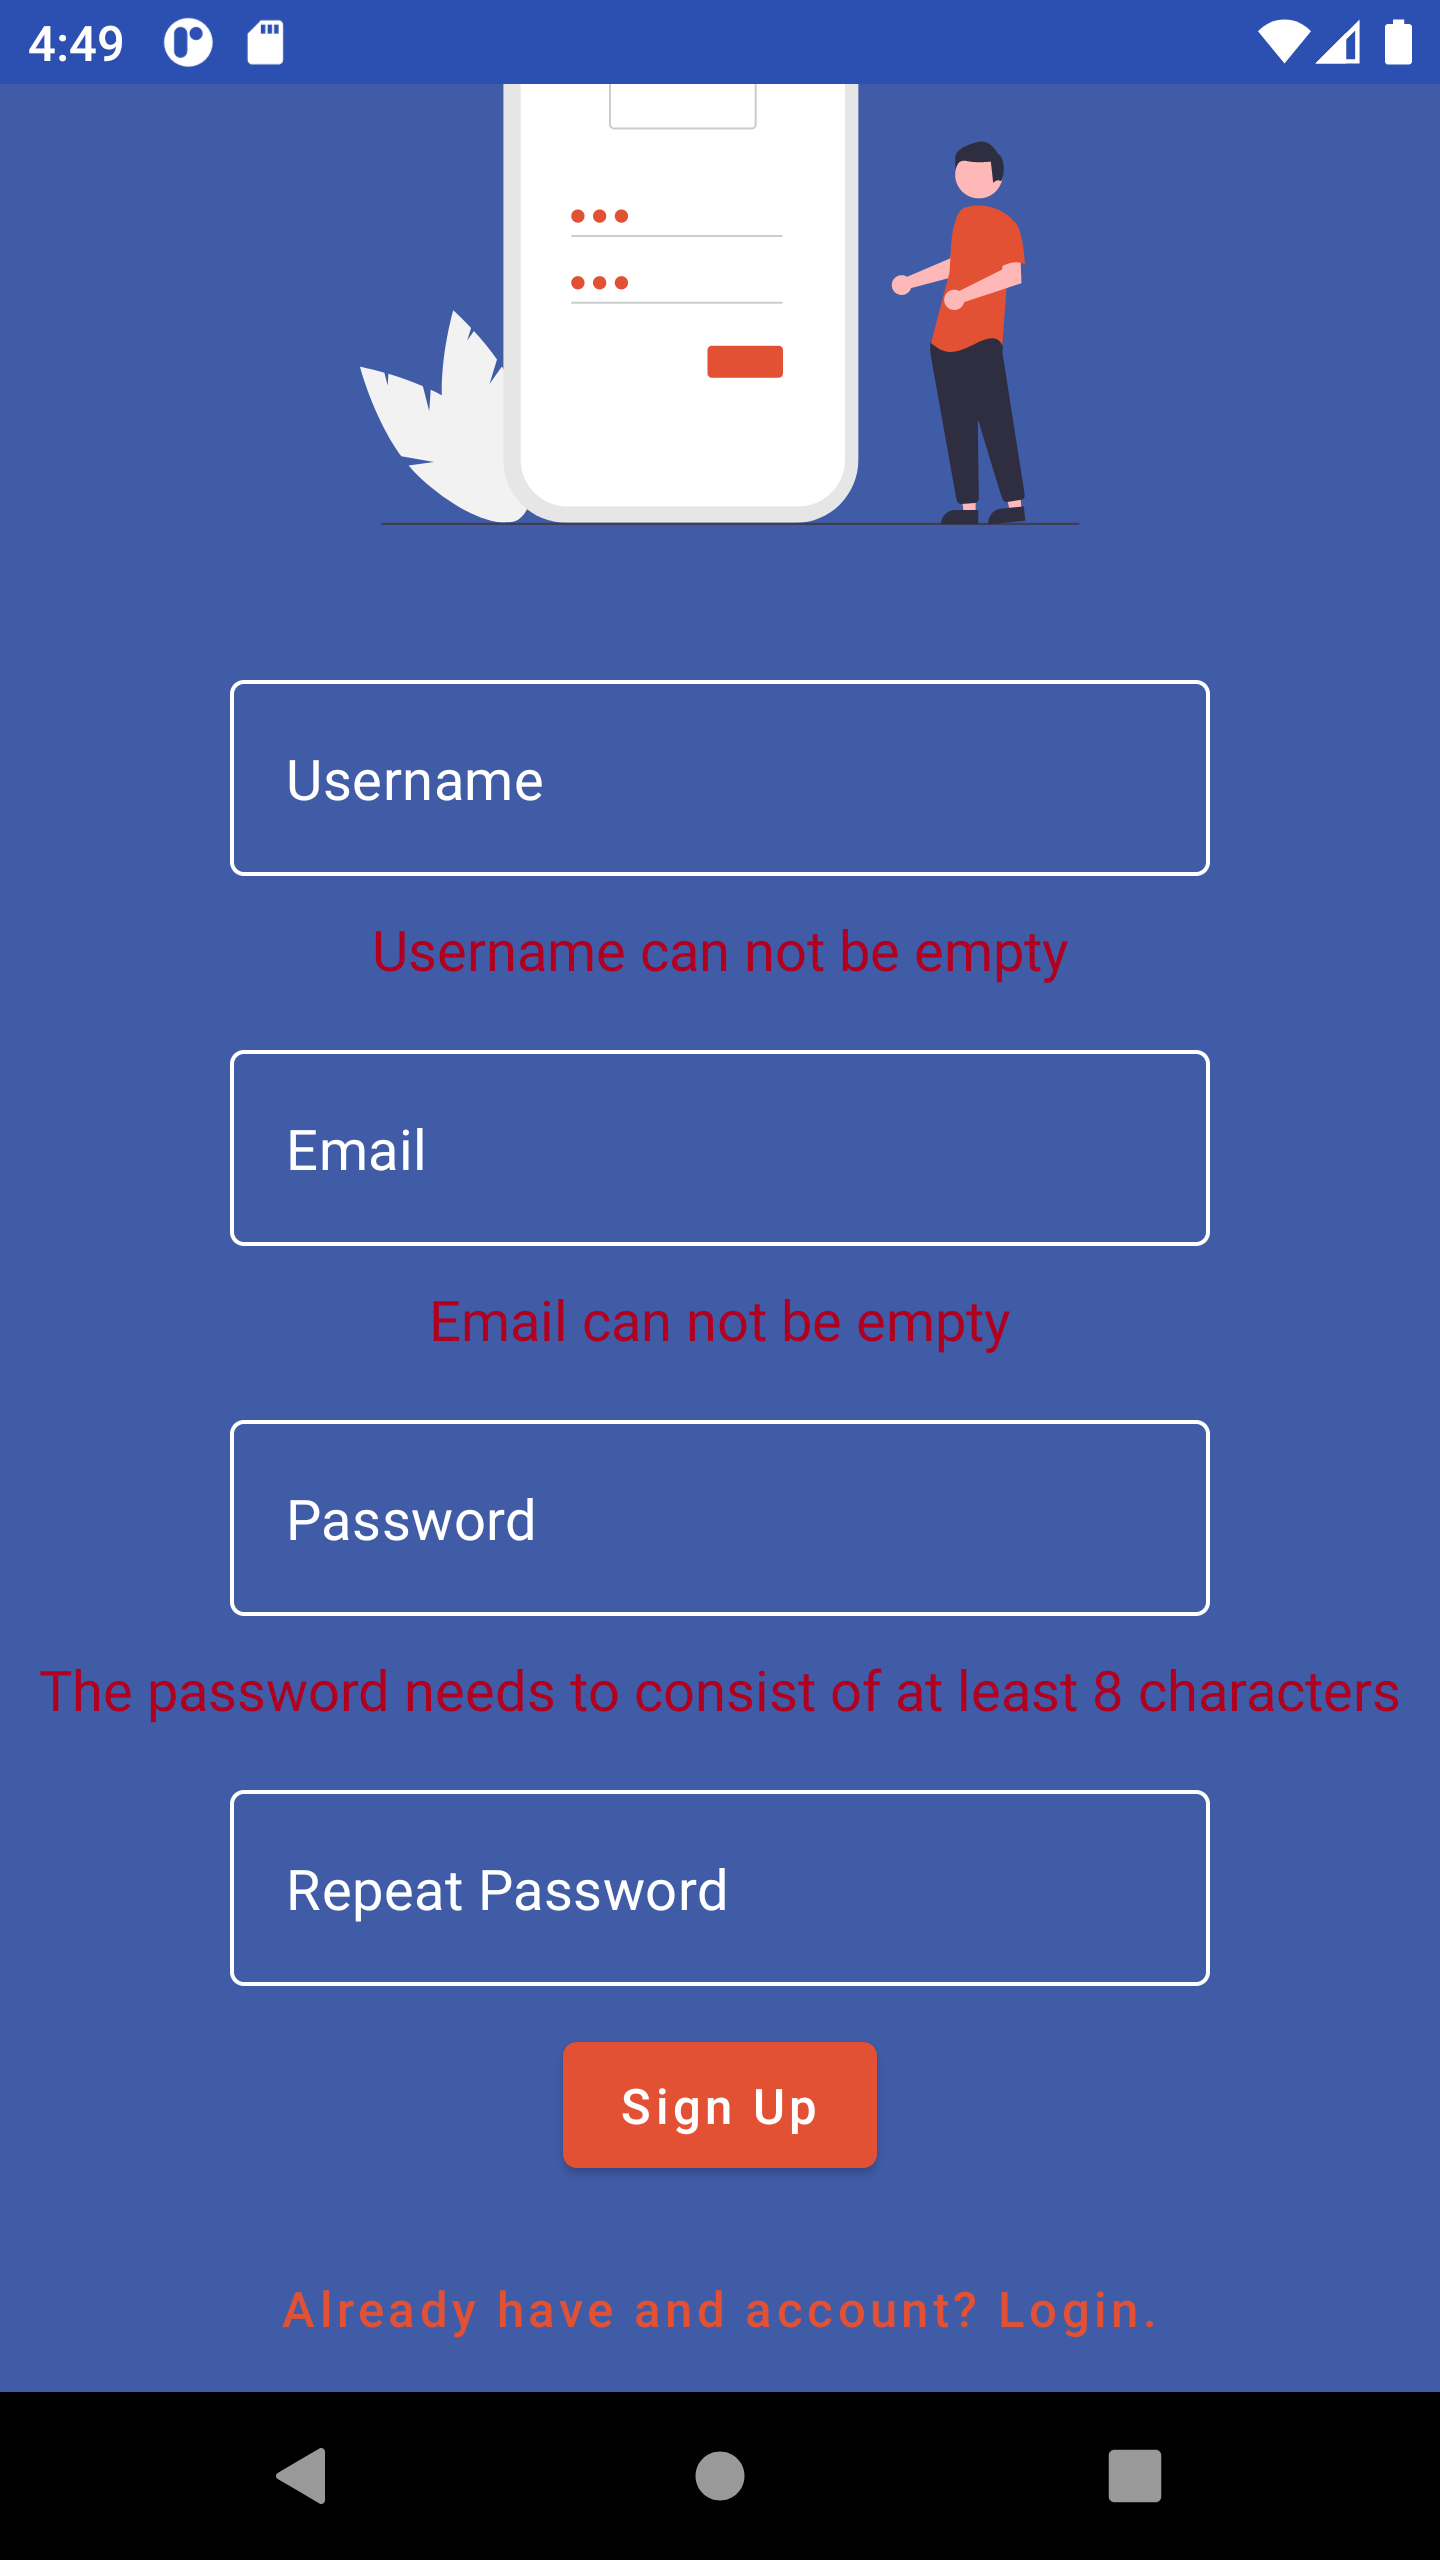 4:49
Username
Username can not be empty
Email
Email can not be empty
Password
The password needs to consist of at least 8 characters
Repeat Password
Sign Up
Already have and account? Login.